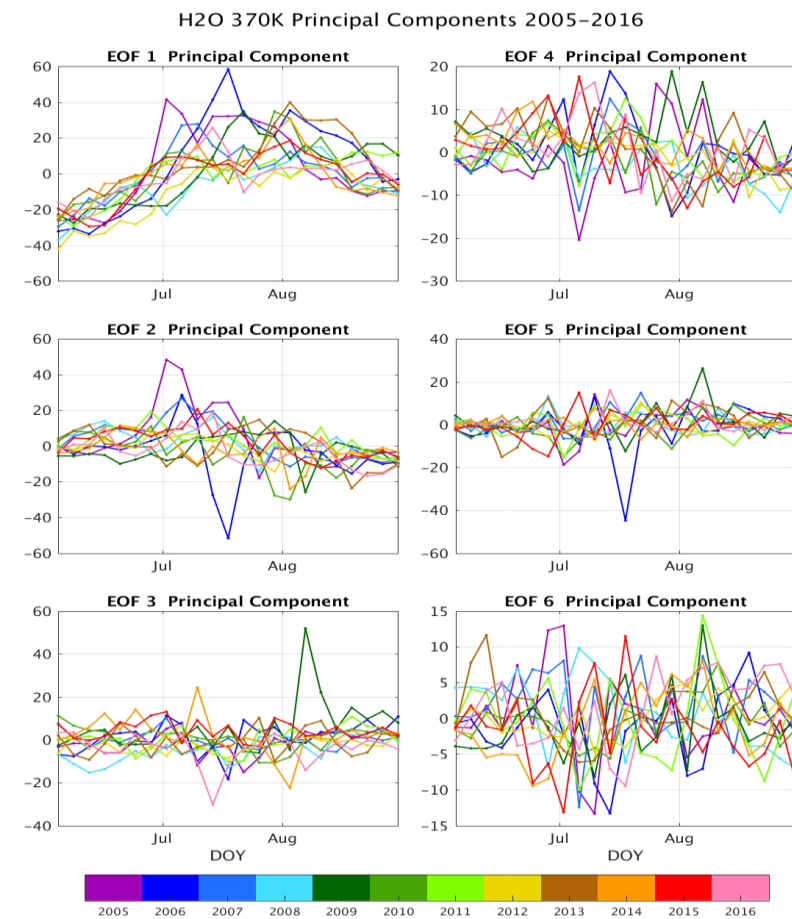 H2O 370K Principal Components 2005−2016
EOF 1 Principal Component
60
40
20
0
−20
−40
−60
Jul
Aug
EOF 4 Principal Component
20
10
0
−10
−20
−30
Jul
Aug
EOF 2 Principal Component
60
40
20
0
−20
−40
−60
Jul
Aug
EOF 5 Principal Component
40
20
0
−20
−40
−60
Jul
Aug
EOF 3 Principal Component
60
40
20
0
−20
−40
Jul
Aug
DOY
EOF 6 Principal Component
15
10
5
0
−5
−10
−15
Jul
Aug
DOY
2005 2006 2007 2008 2009 2010 2011 2012 2013 2014 2015 2016